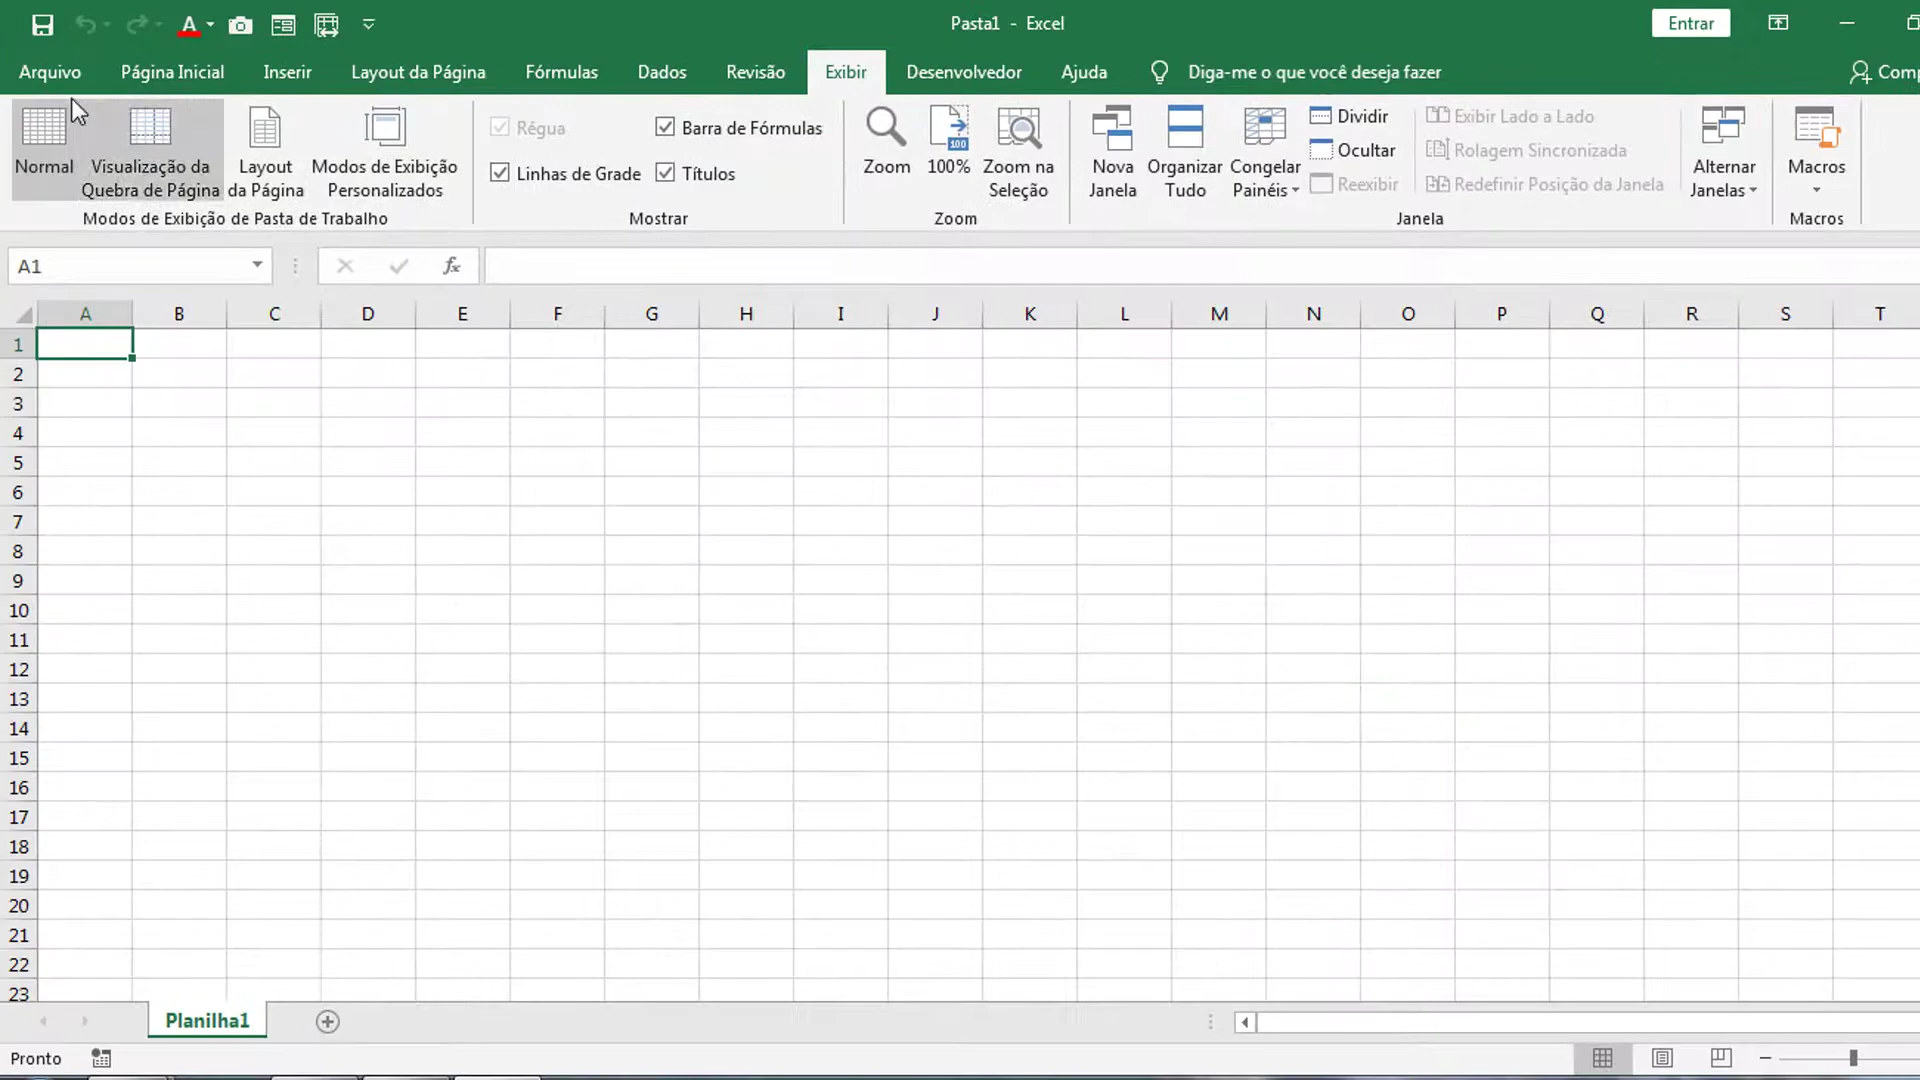 Pasta1 - Excel
Entrar
Arquivo
Página Inicial
Inserir
Layout da Página
Fórmulas
Dados
Revisão
Exibir
Desenvolvedor
Ajuda
Diga-me o que você deseja fazer
Comp
Normal
Visualização da
Quebra de Página
Layout
da Página
Modos de Exibição
Personalizados
Modos de Exibição de Pasta de Trabalho
Régua
Barra de Fórmulas
Linhas de Grade
Títulos
Mostrar
Zoom
100
100%
Zoom na
Seleção
Zoom
Nova
Janela
Organizar
Tudo
Congelar
Painéis
Dividir
Ocultar
Reexibir
Exibir Lado a Lado
Rolagem Sincronizada
Redefinir Posição da Janela
Janela
Alternar
Janelas
Macros
Macros
A1
fx
A B C D E F G H I J K L M N O P Q R S T
1
2
3
4
5
6
7
8
9
10
11
12
13
14
15
16
17
18
19
20
21
22
23
Planilha1
Pronto